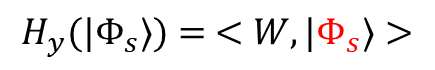 H_y(|Φ_s⟩) = < W, |Φ_s⟩ >